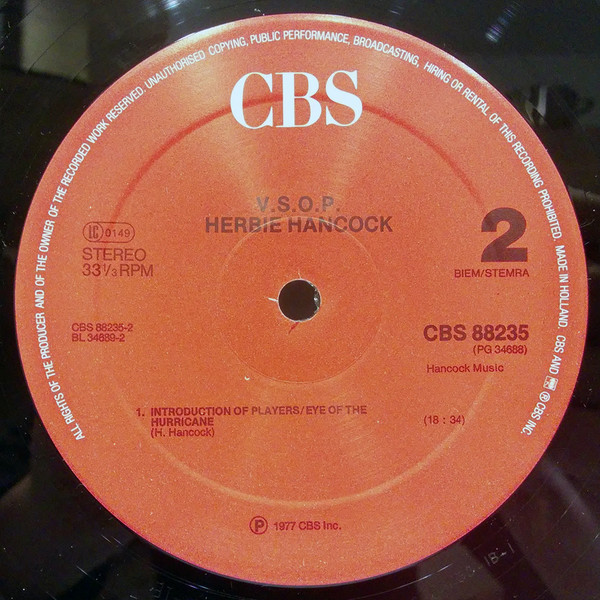 ALL RIGHTS OF THE PRODUCER AND OF THE OWNER OF THE RECORDED WORK RESERVED. UNAUTHORISED COPYING, PUBLIC PERFORMANCE, BROADCASTING, HIRING OR RENTAL OF THIS RECORDING PROHIBITED. MADE IN HOLLAND. CBS AND ® CBS INC.
CBS
V.S.O.P.
HERBIE HANCOCK
2
LC 0149
STEREO
33 1/3 RPM
BIEM/STEMRA
CBS 88235-2
BL 34689-2
CBS 88235
(PG 34688)
Hancock Music
1. INTRODUCTION OF PLAYERS/EYE OF THE
HURRICANE (18 : 34)
(H. Hancock)
Ⓟ 1977 CBS Inc.